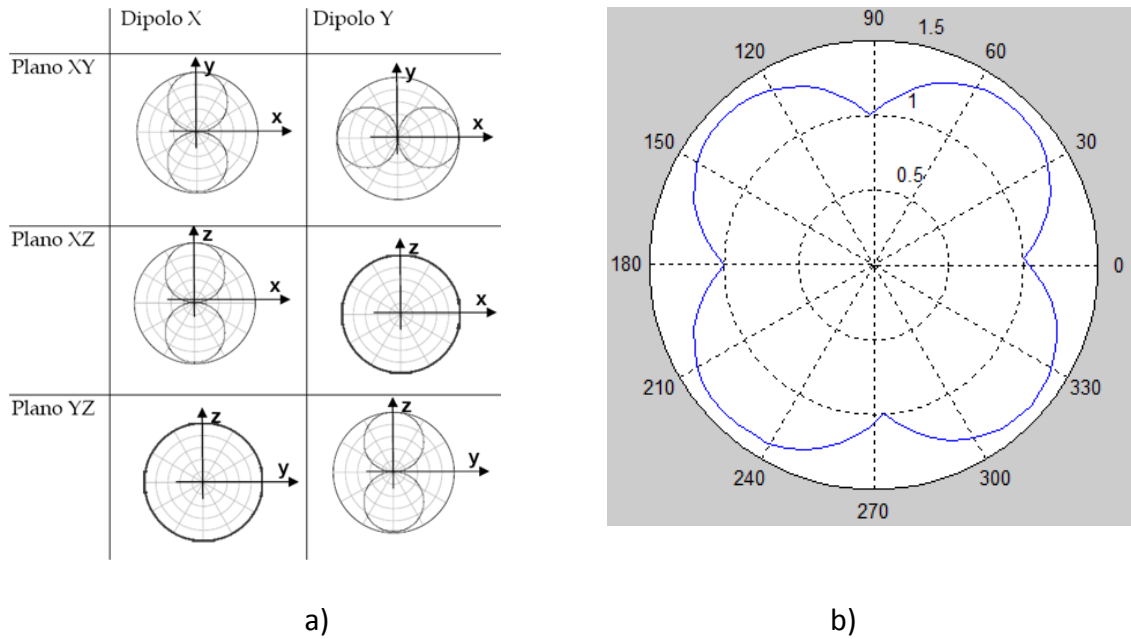 Dipolo X
Dipolo Y
Plano XY
y
x
y
x
Plano XZ
z
x
z
x
Plano YZ
z
y
z
y
a)
90
1.5
120
60
1
150
30
0.5
180
0
210
330
240
300
270
b)